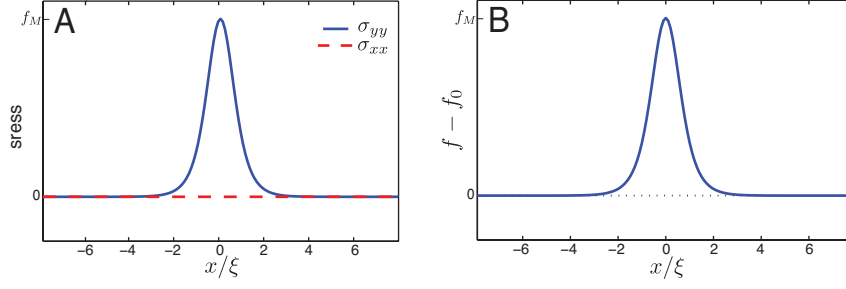 A
f_M
σ_yy
σ_xx
sress
0
−6 −4 −2 0 2 4 6
x/ξ
B
f_M
f − f_0
0
−6 −4 −2 0 2 4 6
x/ξ